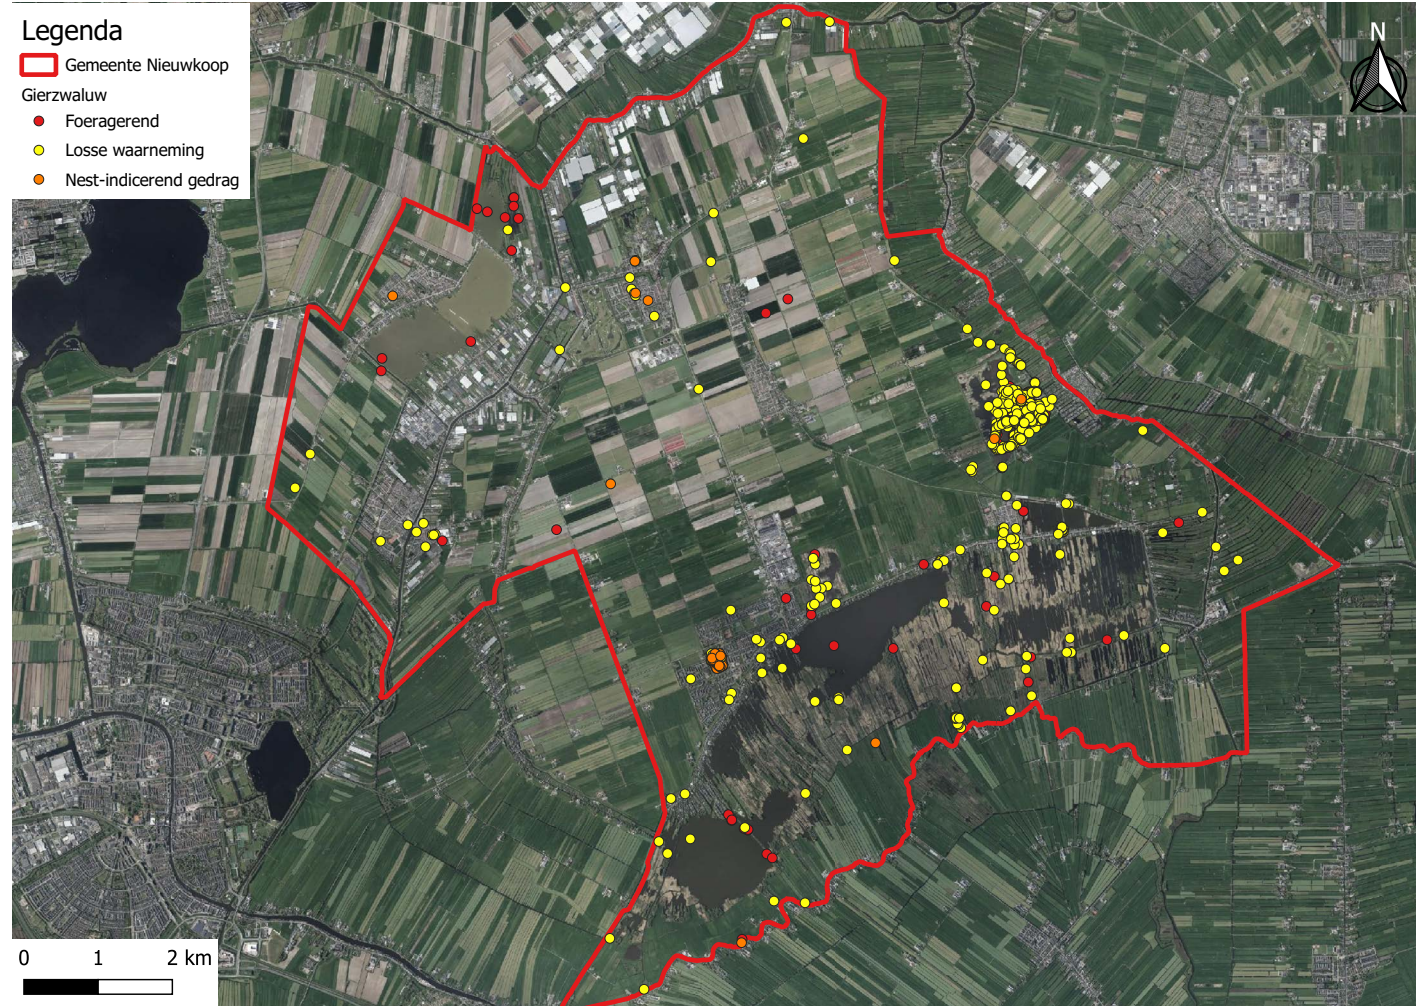 Legenda
Gemeente Nieuwkoop
Gierzwaluw
Foeragerend
Losse waarneming
Nest-indicerend gedrag
N
0 1 2 km